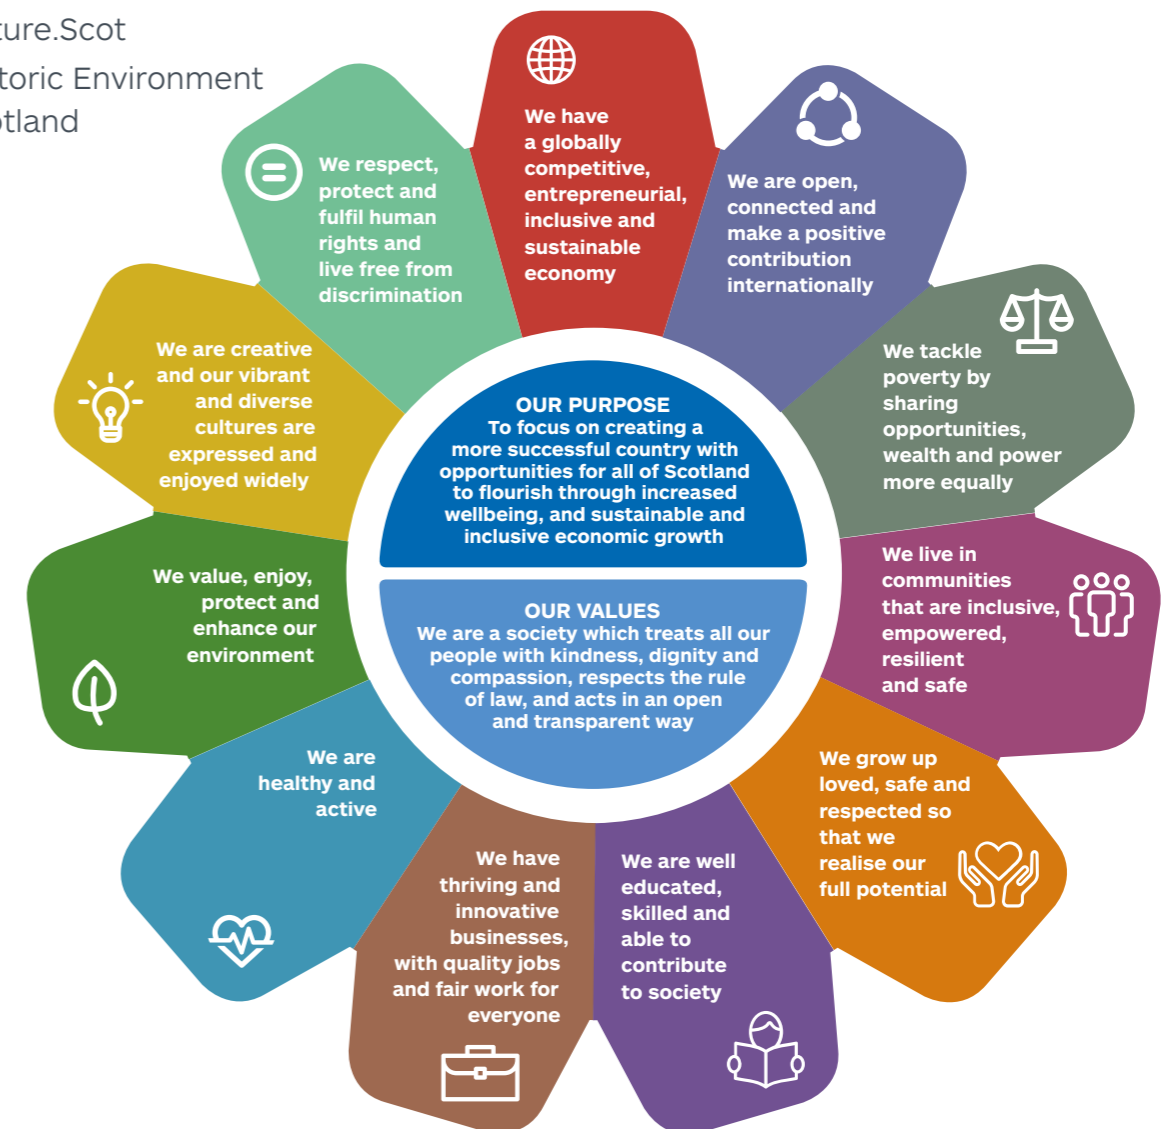 ture.Scot
toric Environment
otland
We have
a globally
competitive,
entrepreneurial,
inclusive and
sustainable
economy
We are open,
connected and
make a positive
contribution
internationally
We tackle
poverty by
sharing
opportunities,
wealth and power
more equally
We live in
communities
that are inclusive,
empowered,
resilient
and safe
We grow up
loved, safe and
respected so
that we
realise our
full potential
We are well
educated,
skilled and
able to
contribute
to society
We have
thriving and
innovative
businesses,
with quality jobs
and fair work for
everyone
We are
healthy and
active
We value, enjoy,
protect and
enhance our
environment
We are creative
and our vibrant
and diverse
cultures are
expressed and
enjoyed widely
We respect,
protect and
fulfil human
rights and
live free from
discrimination
OUR PURPOSE
To focus on creating a
more successful country with
opportunities for all of Scotland
to flourish through increased
wellbeing, and sustainable and
inclusive economic growth
OUR VALUES
We are a society which treats all our
people with kindness, dignity and
compassion, respects the rule
of law, and acts in an open
and transparent way